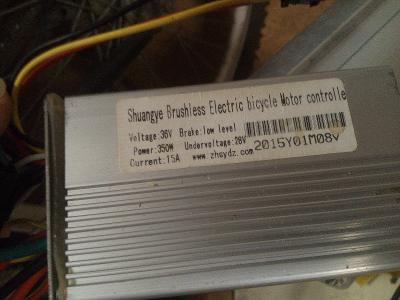 Shuangye Brushless Electric bicycle Motor controlle
Voltage:36V Brake:low level
Power:350W Undervoltage:28V
Current:15A www.zhsydz.com 2015Y01M08v